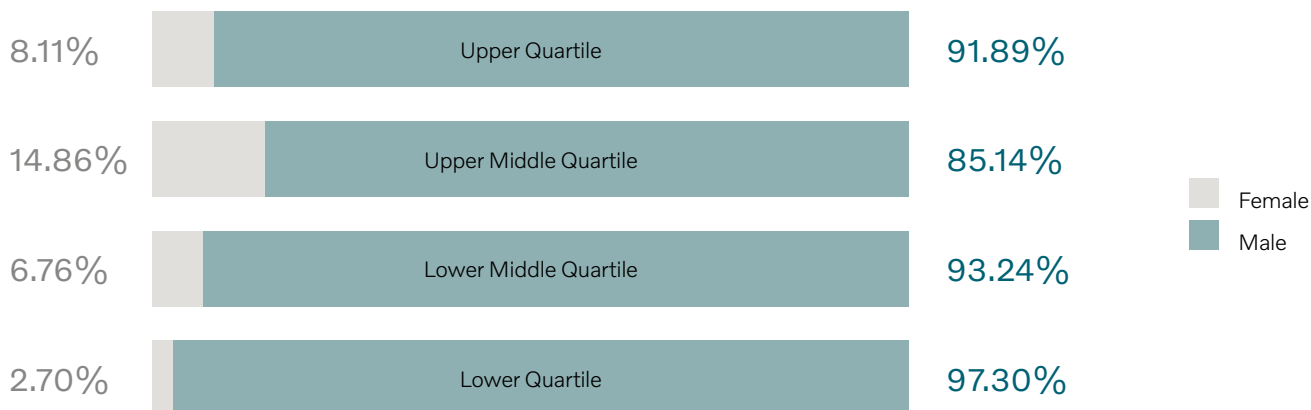 8.11% Upper Quartile 91.89%
14.86% Upper Middle Quartile 85.14%
Female
6.76% Lower Middle Quartile 93.24%
Male
2.70% Lower Quartile 97.30%